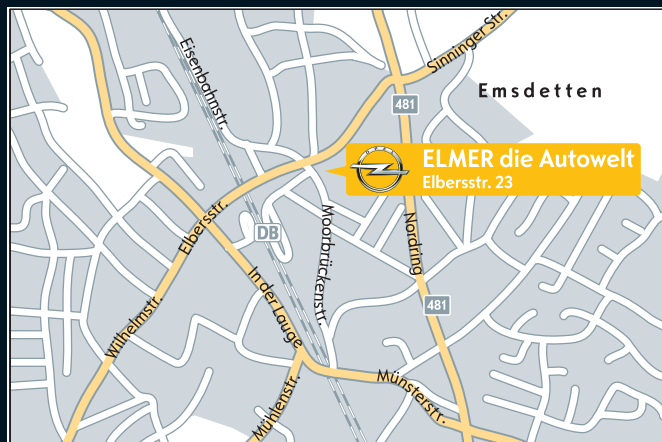 Sinninger Str.
Eisenbahnstr.
Emsdetten
481
OPEL
ELMER die Autowelt
Elbersstr. 23
Elbersstr.
DB
Moorbrückenstr.
Nordring
481
In der Lauge
Wilhelmstr.
Münsterstr.
Mühlenstr.